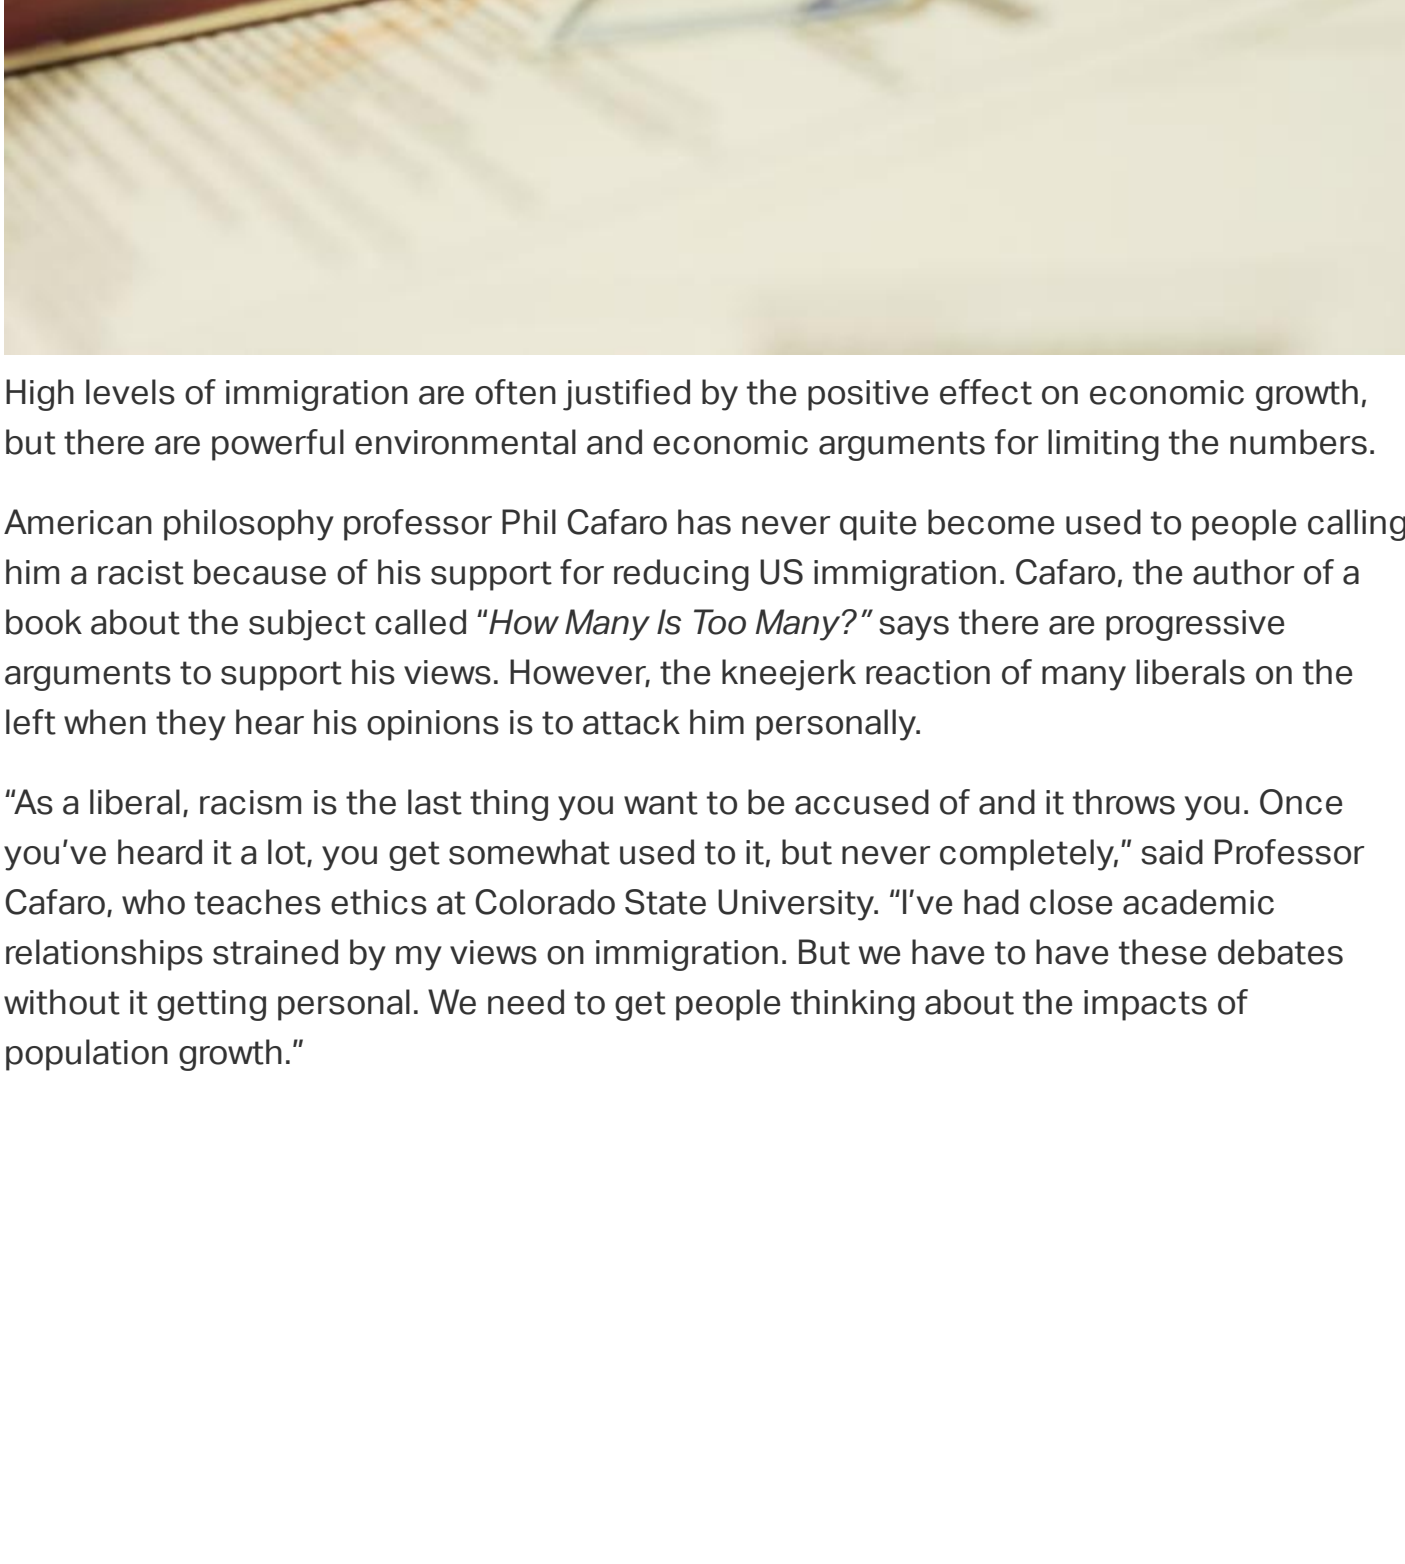 High levels of immigration are often justified by the positive effect on economic growth,
but there are powerful environmental and economic arguments for limiting the numbers.
American philosophy professor Phil Cafaro has never quite become used to people calling
him a racist because of his support for reducing US immigration. Cafaro, the author of a
book about the subject called “How Many Is Too Many?” says there are progressive
arguments to support his views. However, the kneejerk reaction of many liberals on the
left when they hear his opinions is to attack him personally.
“As a liberal, racism is the last thing you want to be accused of and it throws you. Once
you’ve heard it a lot, you get somewhat used to it, but never completely,” said Professor
Cafaro, who teaches ethics at Colorado State University. “I’ve had close academic
relationships strained by my views on immigration. But we have to have these debates
without it getting personal. We need to get people thinking about the impacts of
population growth.”